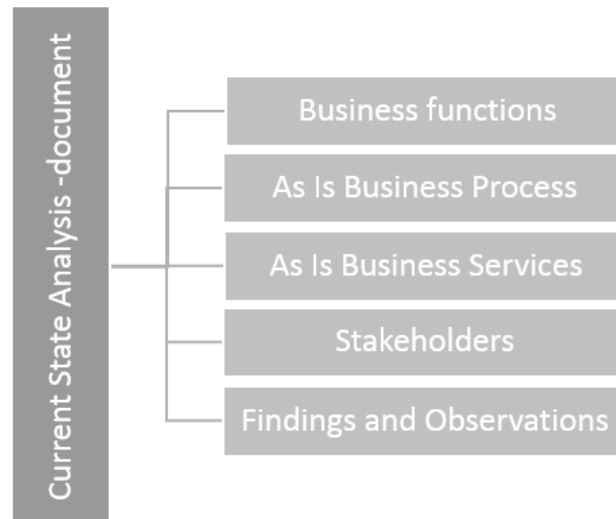 Current State Analysis -document
Business functions
As Is Business Process
As Is Business Services
Stakeholders
Findings and Observations